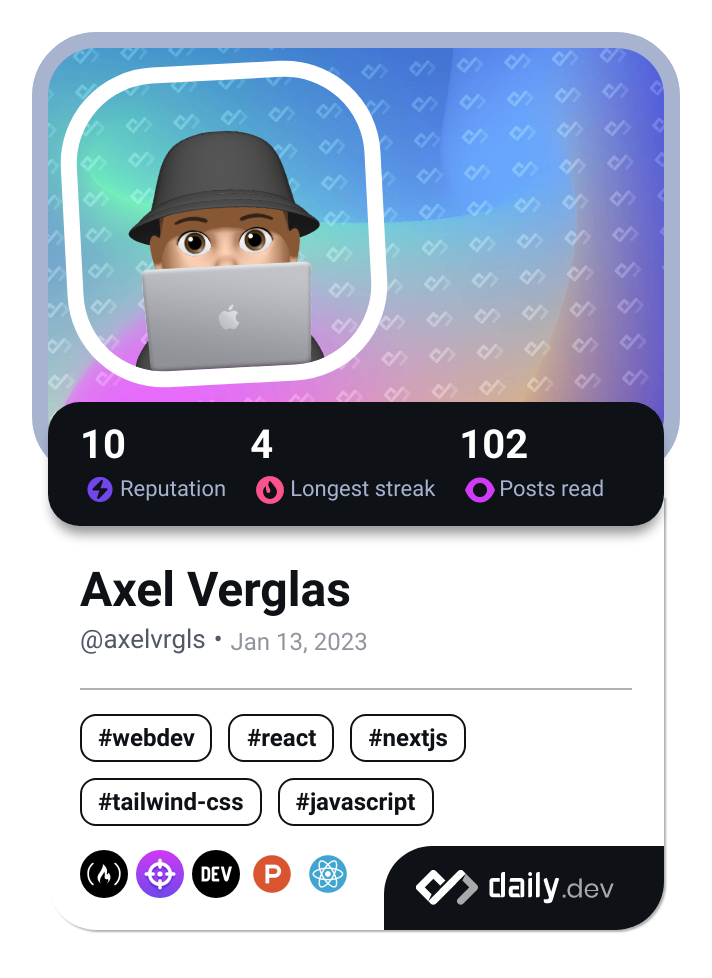 10 4 102
Reputation Longest streak Posts read
Axel Verglas
@axelvrgls • Jan 13, 2023
#webdev #react #nextjs
#tailwind-css #javascript
DEV P daily.dev